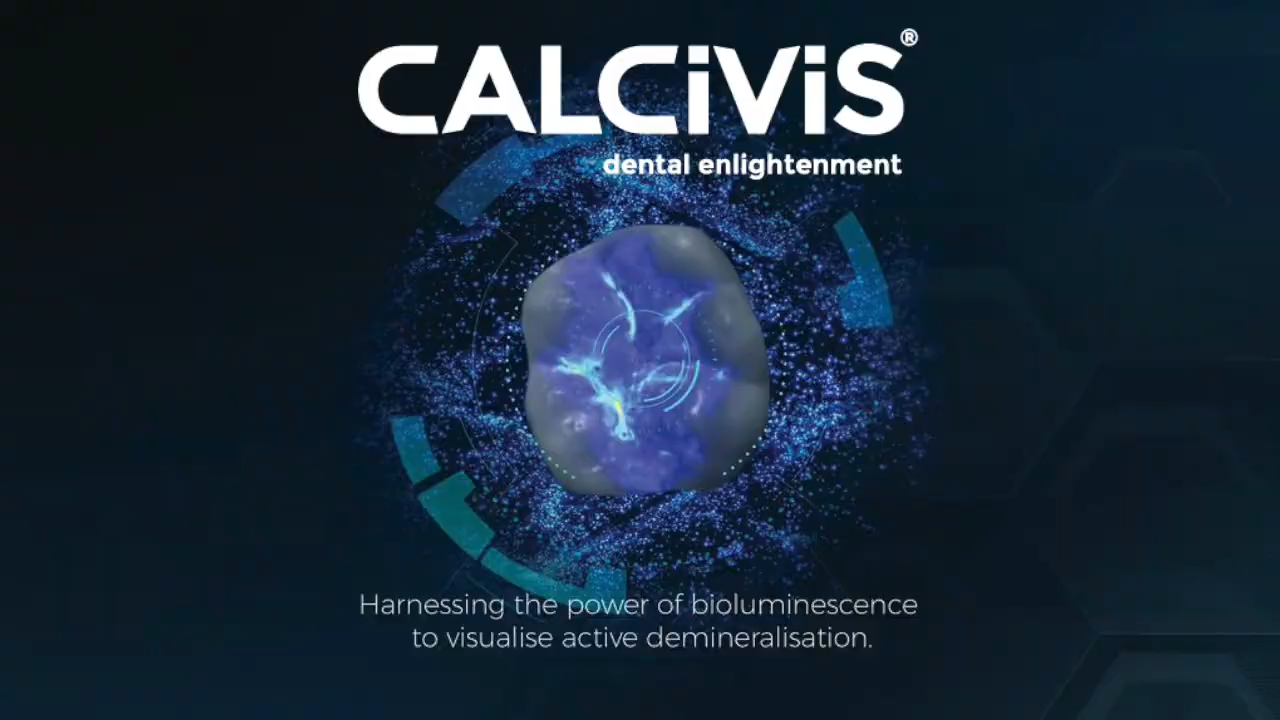 CALCiViS®
dental enlightenment
Harnessing the power of bioluminescence
to visualise active demineralisation.